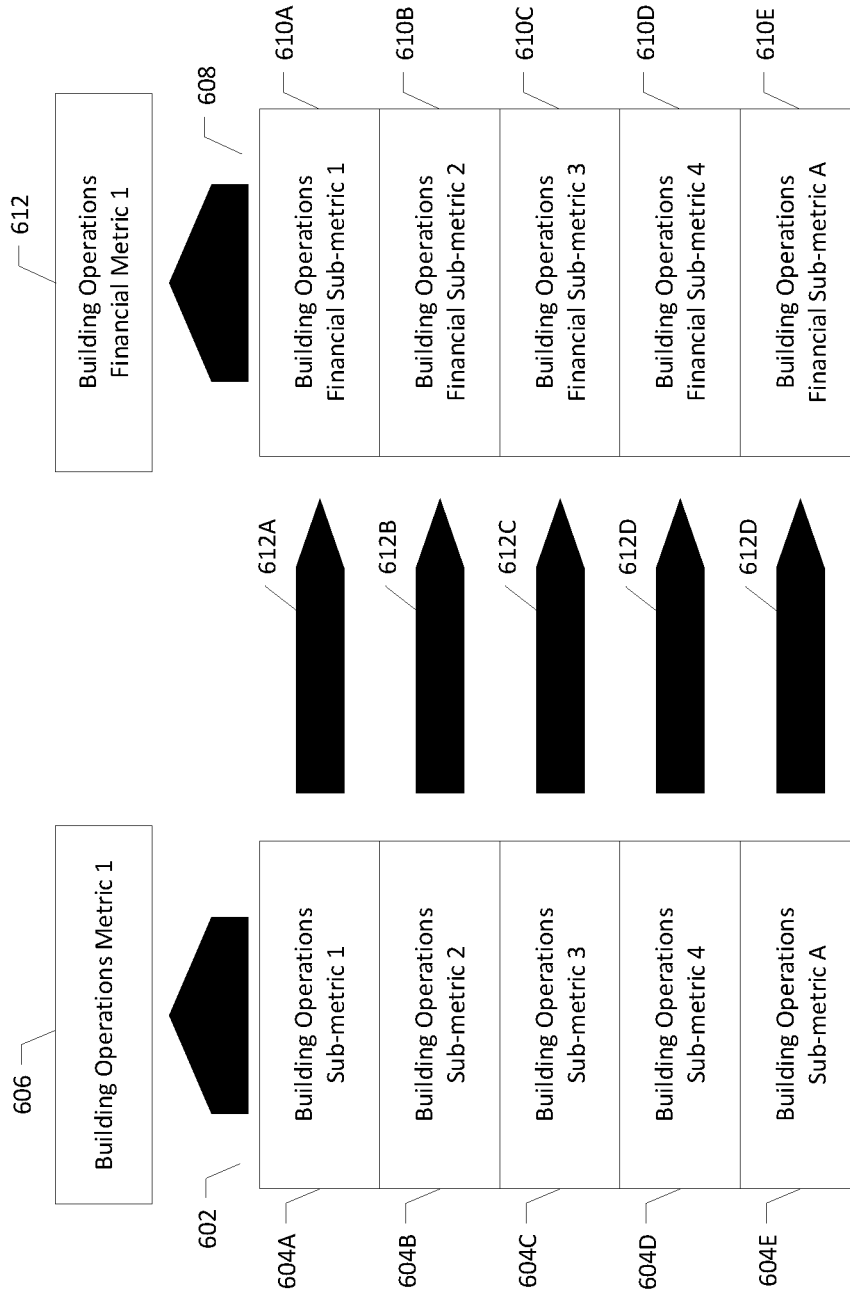 606
612
Building Operations Metric 1
Building Operations
Financial Metric 1
602
608
604A
Building Operations
Sub-metric 1
612A
Building Operations
Financial Sub-metric 1
610A
604B
Building Operations
Sub-metric 2
612B
Building Operations
Financial Sub-metric 2
610B
604C
Building Operations
Sub-metric 3
612C
Building Operations
Financial Sub-metric 3
610C
604D
Building Operations
Sub-metric 4
612D
Building Operations
Financial Sub-metric 4
610D
604E
Building Operations
Sub-metric A
612D
Building Operations
Financial Sub-metric A
610E